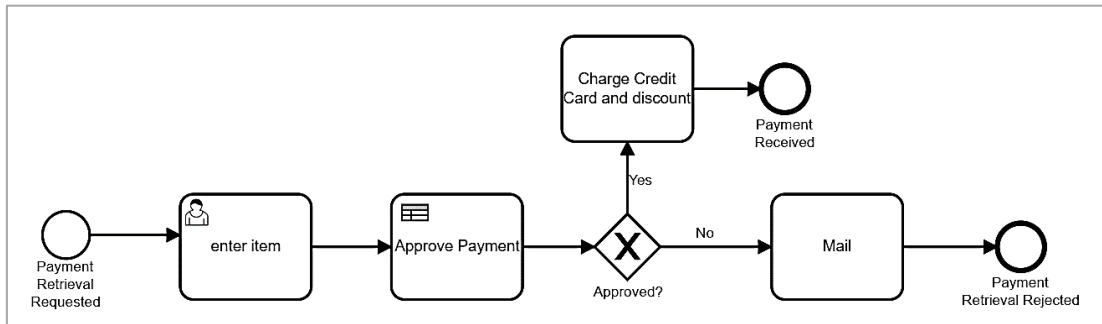 Payment
Retrieval
Requested
enter item
Approve Payment
Approved?
Yes
Charge Credit
Card and discount
Payment
Received
No
Mail
Payment
Retrieval Rejected